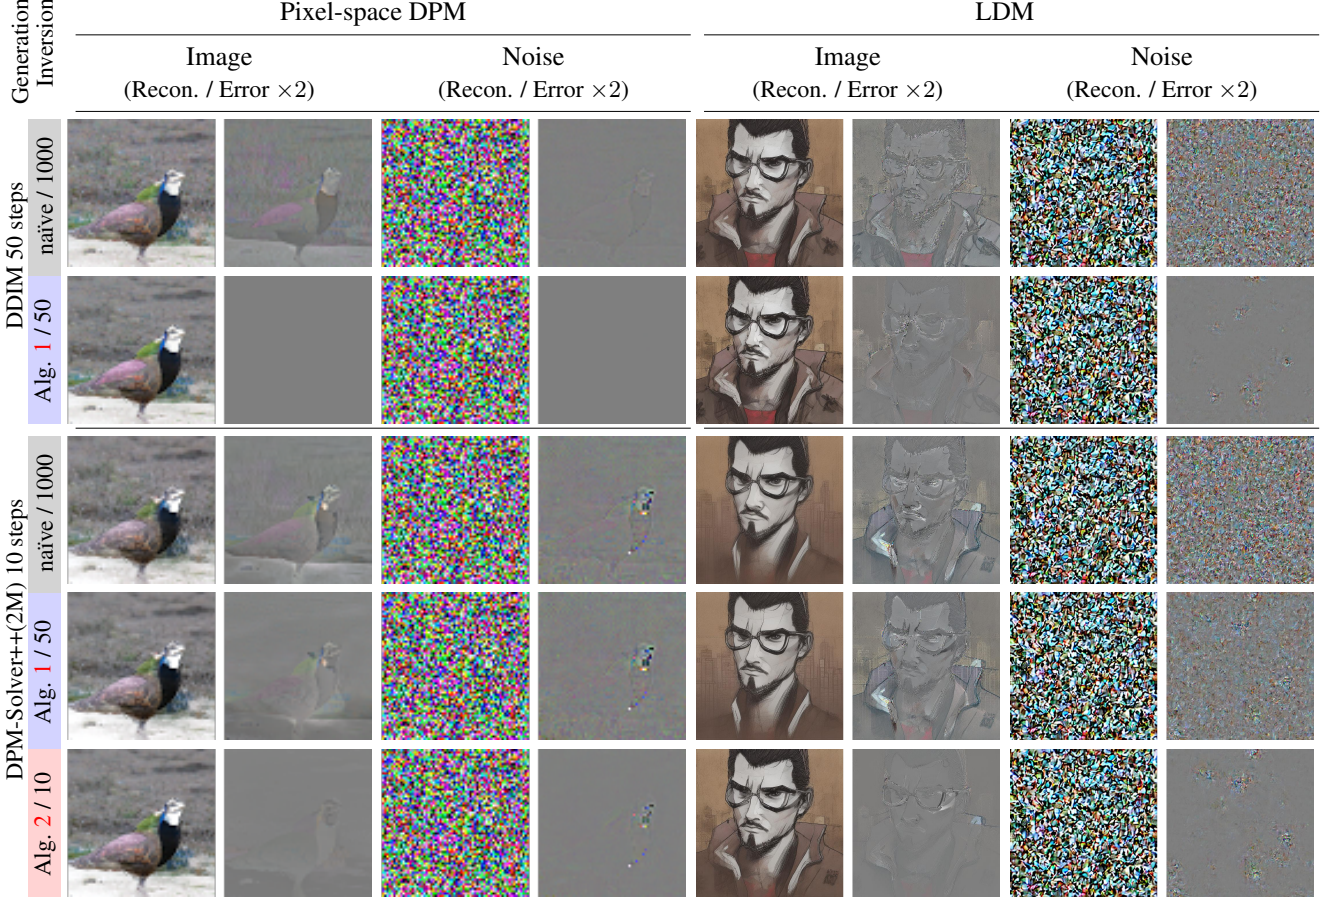 Generation
Inversion
Pixel-space DPM
LDM
Image
(Recon. / Error ×2)
Noise
(Recon. / Error ×2)
Image
(Recon. / Error ×2)
Noise
(Recon. / Error ×2)
DDIM 50 steps
naïve / 1000
Alg. 1 / 50
DPM-Solver++(2M) 10 steps
naïve / 1000
Alg. 1 / 50
Alg. 2 / 10